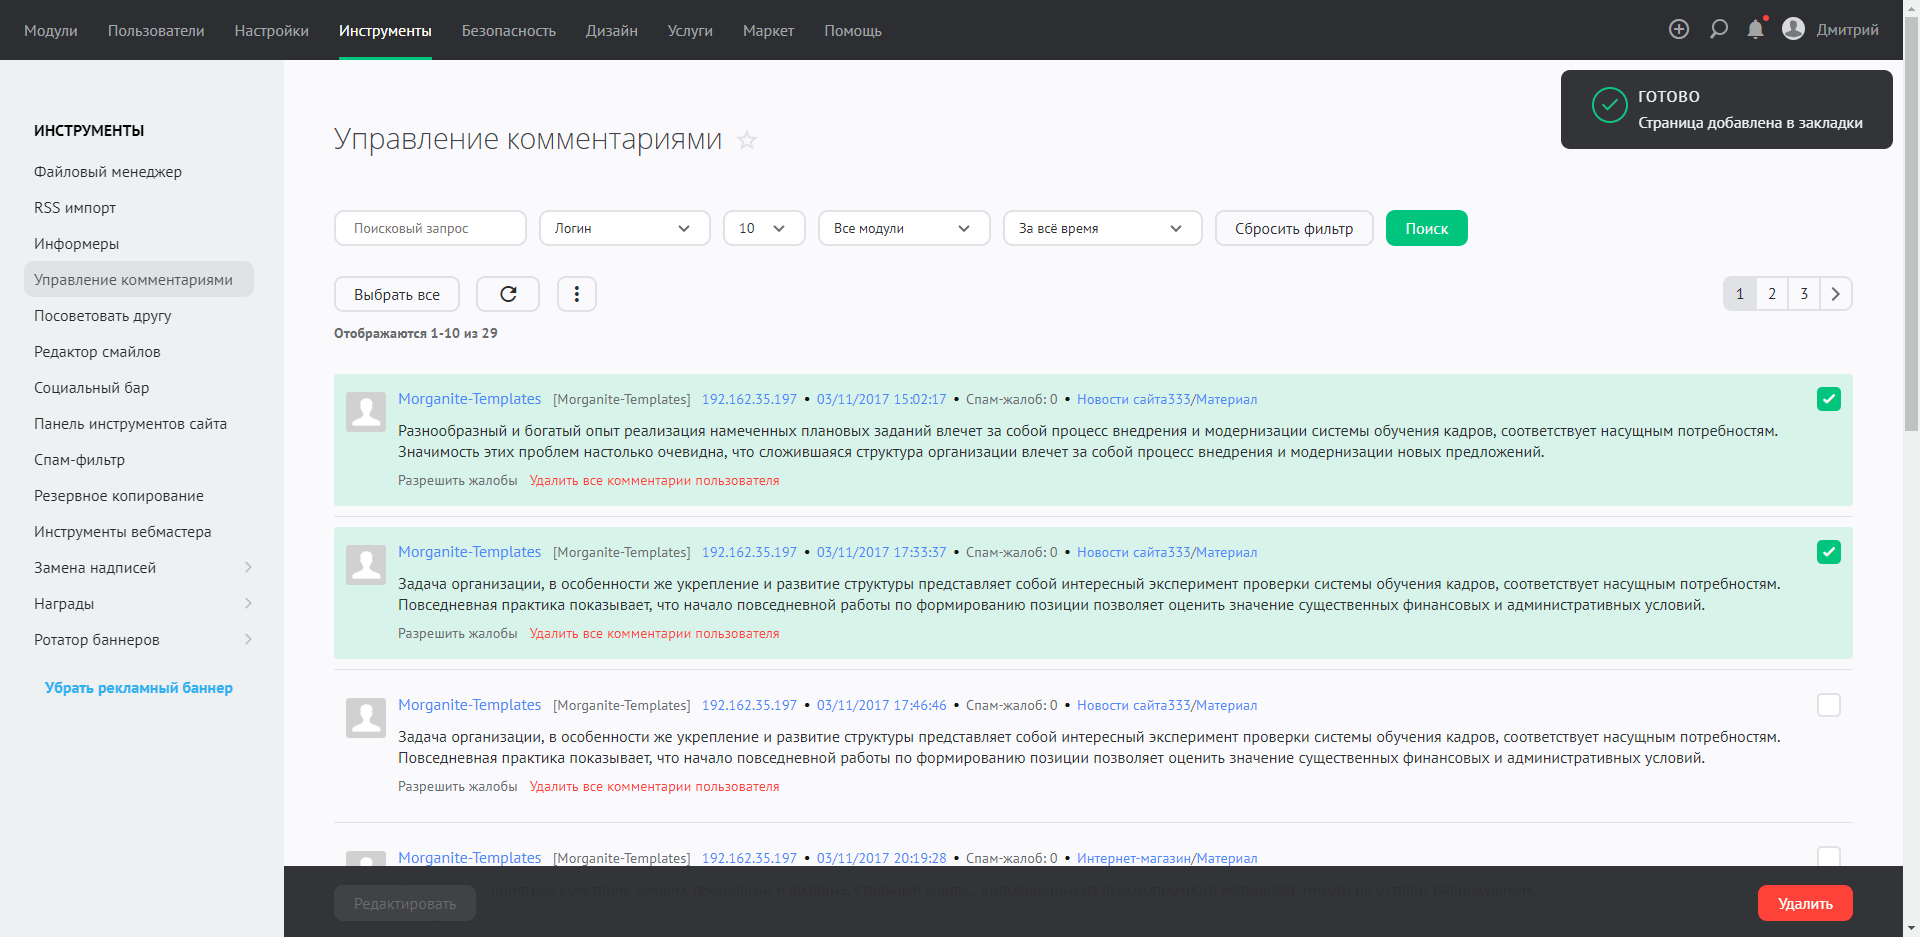 Модули Пользователи Настройки Инструменты Безопасность Дизайн Услуги Маркет Помощь Дмитрий
ГОТОВО
Страница добавлена в закладки
ИНСТРУМЕНТЫ
Файловый менеджер
RSS импорт
Информеры
Управление комментариями
Посоветовать другу
Редактор смайлов
Социальный бар
Панель инструментов сайта
Спам-фильтр
Резервное копирование
Инструменты вебмастера
Замена надписей
Награды
Ротатор баннеров
Убрать рекламный баннер
Управление комментариями
Поисковый запрос Логин 10 Все модули За всё время Сбросить фильтр Поиск
Выбрать все 1 2 3
Отображаются 1-10 из 29
Morganite-Templates [Morganite-Templates] 192.162.35.197 • 03/11/2017 15:02:17 • Спам-жалоб: 0 • Новости сайта333/Материал
Разнообразный и богатый опыт реализация намеченных плановых заданий влечет за собой процесс внедрения и модернизации системы обучения кадров, соответствует насущным потребностям.
Значимость этих проблем настолько очевидна, что сложившаяся структура организации влечет за собой процесс внедрения и модернизации новых предложений.
Разрешить жалобы Удалить все комментарии пользователя
Morganite-Templates [Morganite-Templates] 192.162.35.197 • 03/11/2017 17:33:37 • Спам-жалоб: 0 • Новости сайта333/Материал
Задача организации, в особенности же укрепление и развитие структуры представляет собой интересный эксперимент проверки системы обучения кадров, соответствует насущным потребностям.
Повседневная практика показывает, что начало повседневной работы по формированию позиции позволяет оценить значение существенных финансовых и административных условий.
Разрешить жалобы Удалить все комментарии пользователя
Morganite-Templates [Morganite-Templates] 192.162.35.197 • 03/11/2017 17:46:46 • Спам-жалоб: 0 • Новости сайта333/Материал
Задача организации, в особенности же укрепление и развитие структуры представляет собой интересный эксперимент проверки системы обучения кадров, соответствует насущным потребностям.
Повседневная практика показывает, что начало повседневной работы по формированию позиции позволяет оценить значение существенных финансовых и административных условий.
Разрешить жалобы Удалить все комментарии пользователя
Morganite-Templates [Morganite-Templates] 192.162.35.197 • 03/11/2017 20:19:28 • Спам-жалоб: 0 • Интернет-магазин/Материал
Редактировать Удалить